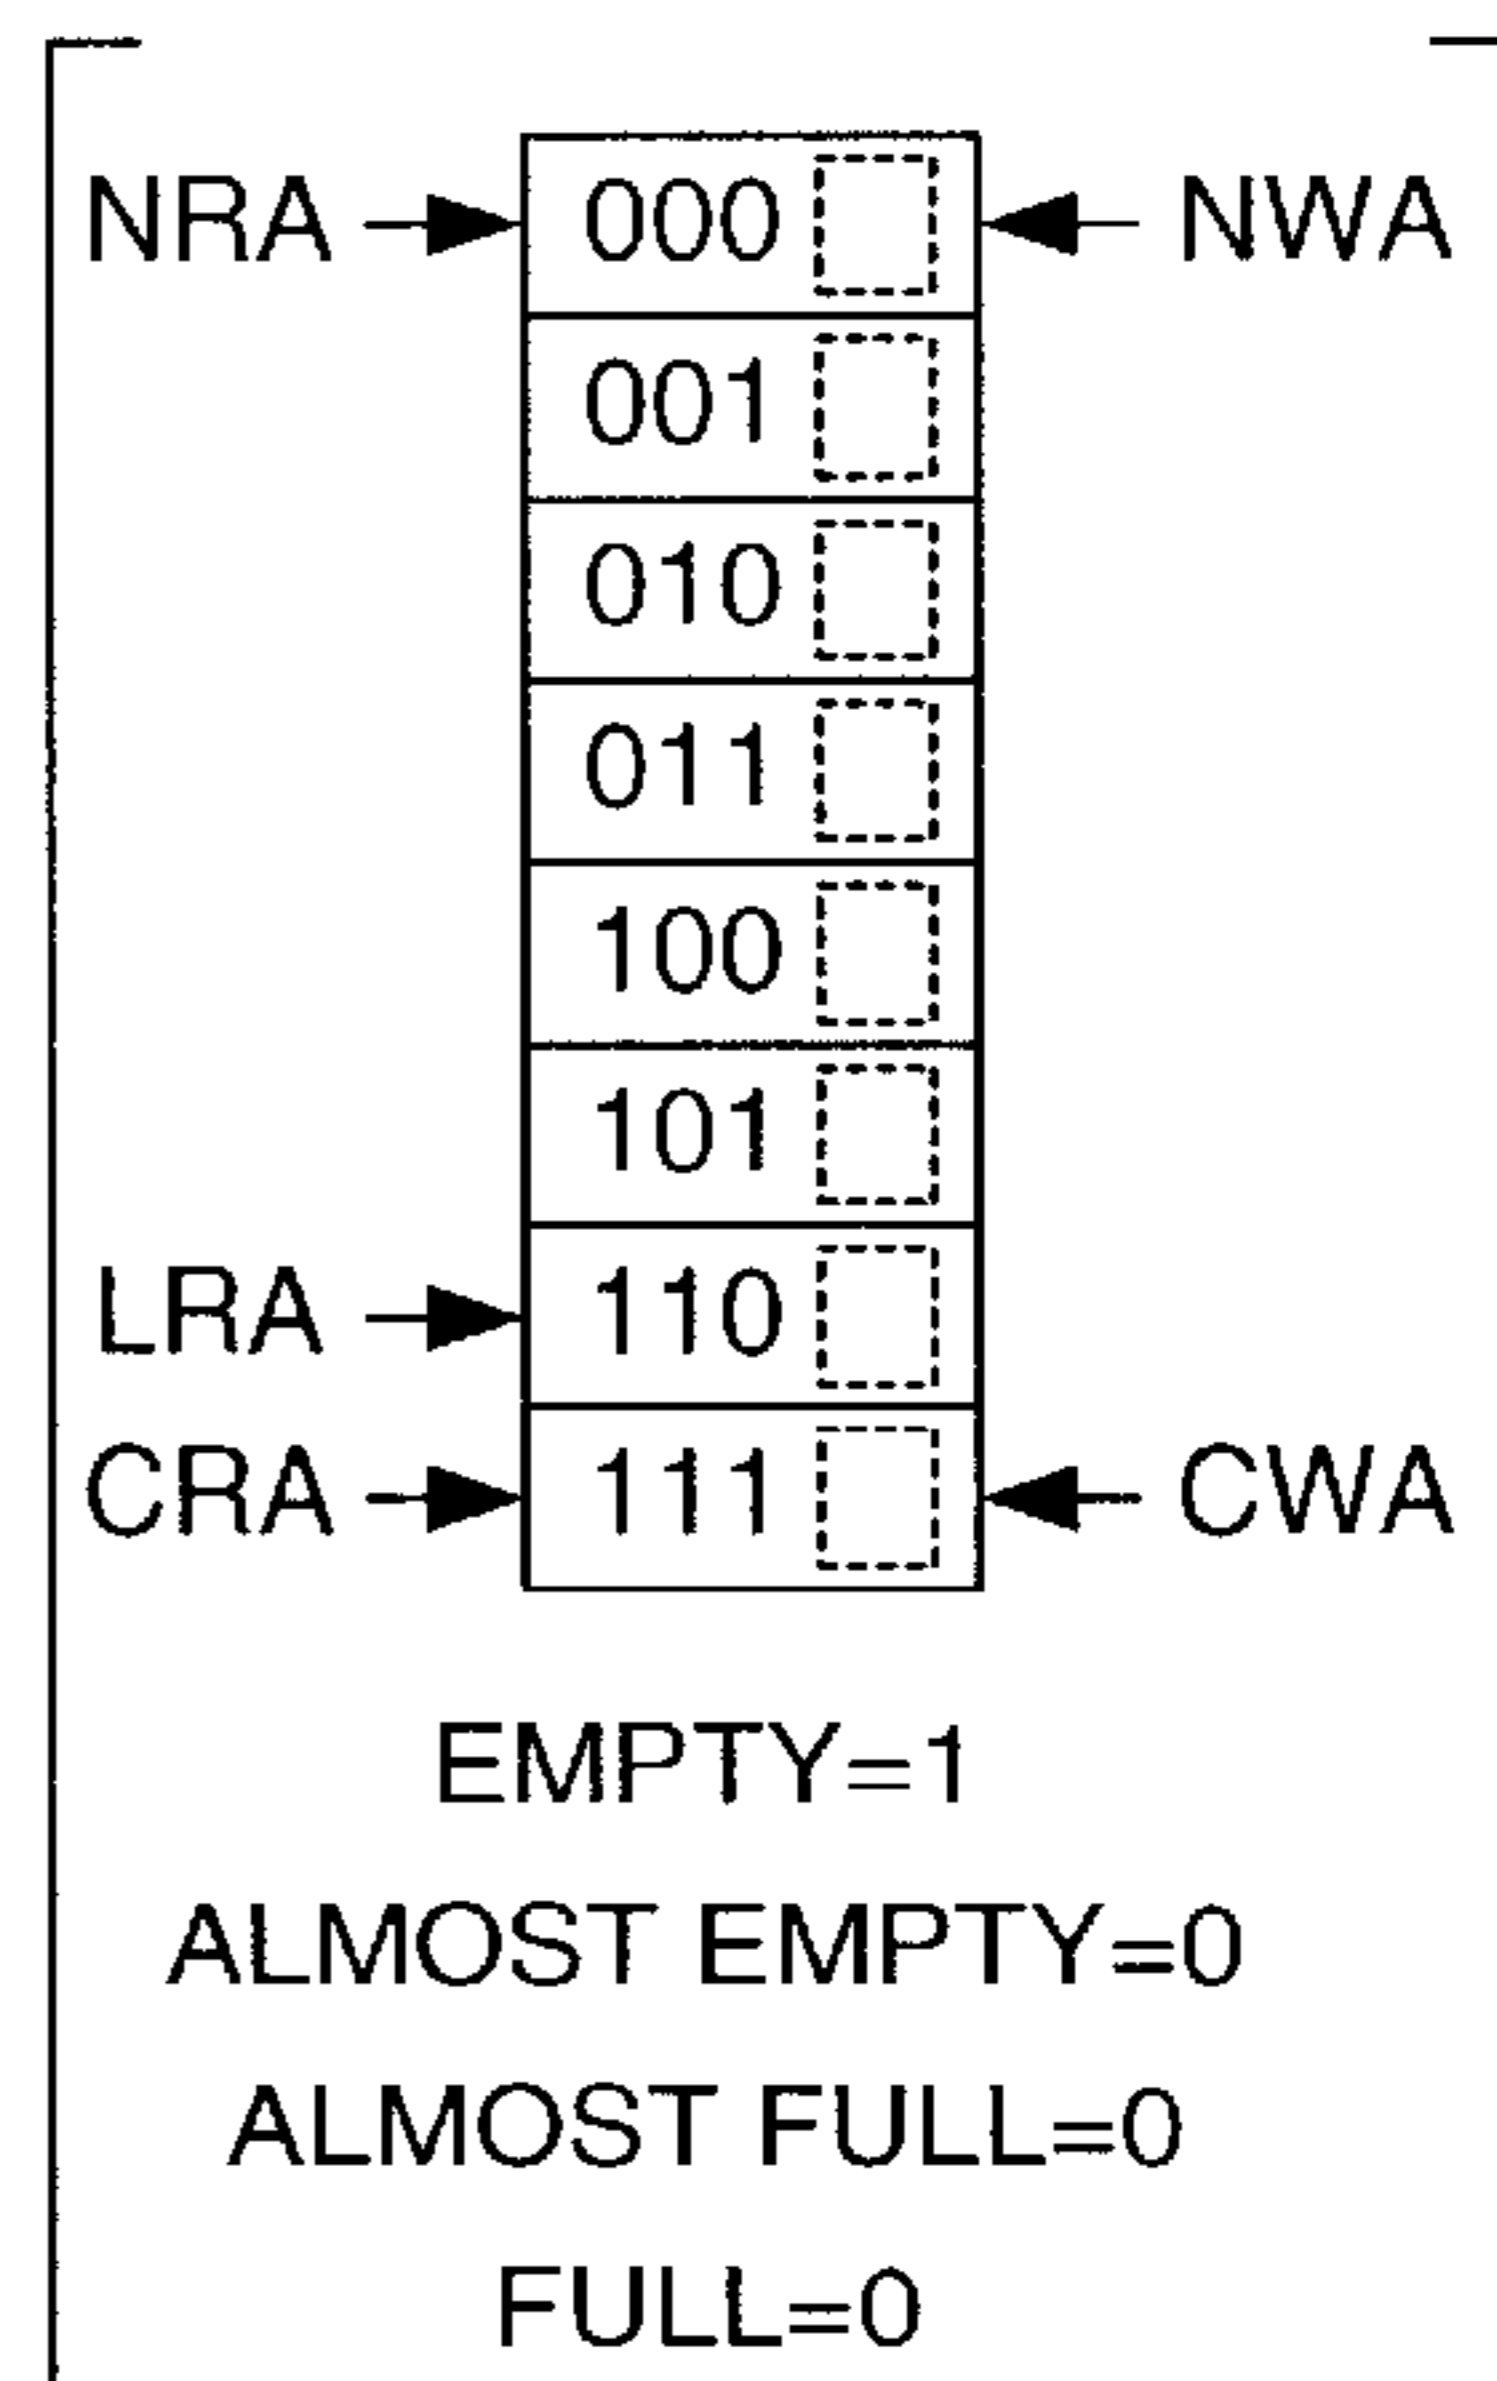 NRA 000 NWA
001
010
011
100
101
LRA 110
CRA 111 CWA
EMPTY=1
ALMOST EMPTY=0
ALMOST FULL=0
FULL=0